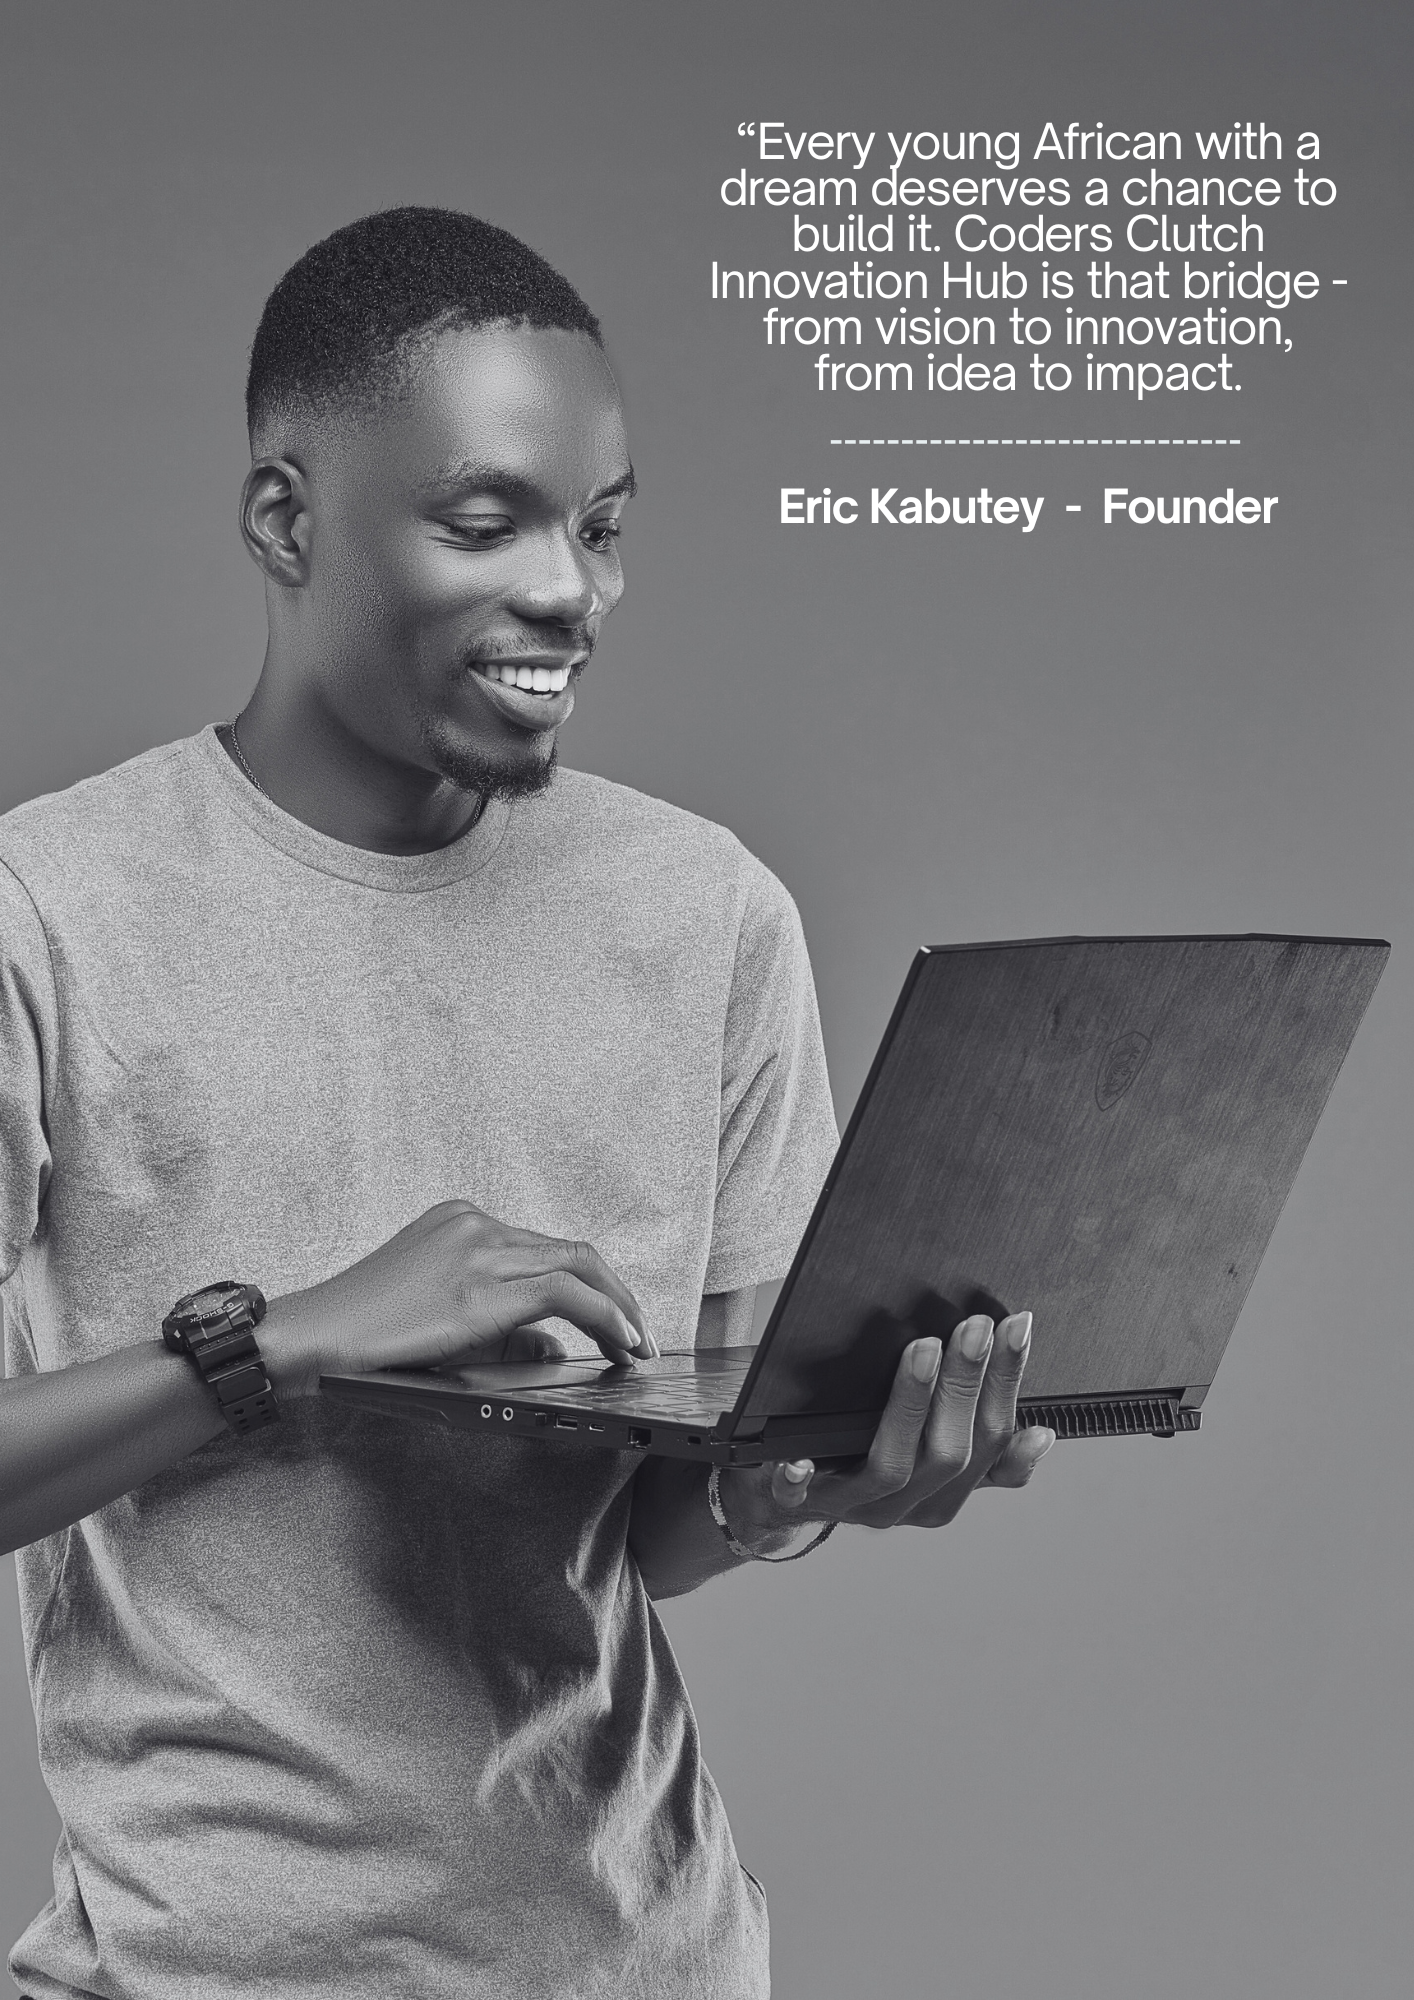 “Every young African with a
dream deserves a chance to
build it. Coders Clutch
Innovation Hub is that bridge -
from vision to innovation,
from idea to impact.
-----------------------------
Eric Kabutey - Founder
G-SHOCK